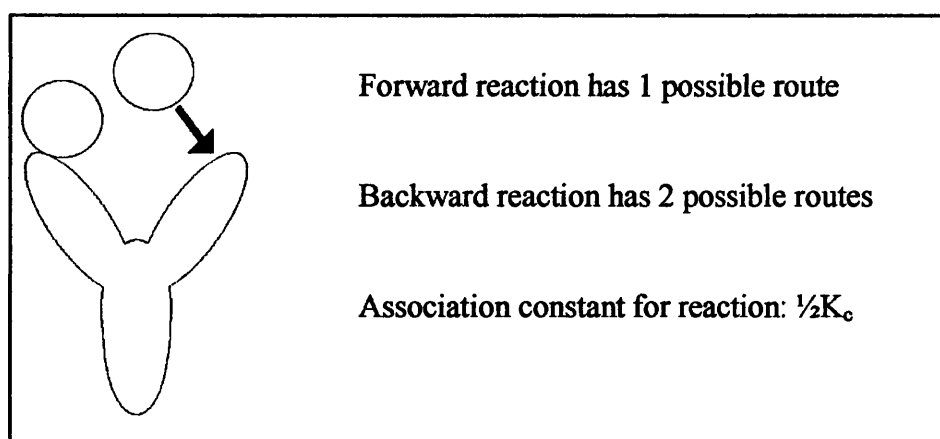 Forward reaction has 1 possible route
Backward reaction has 2 possible routes
Association constant for reaction: ½Kc